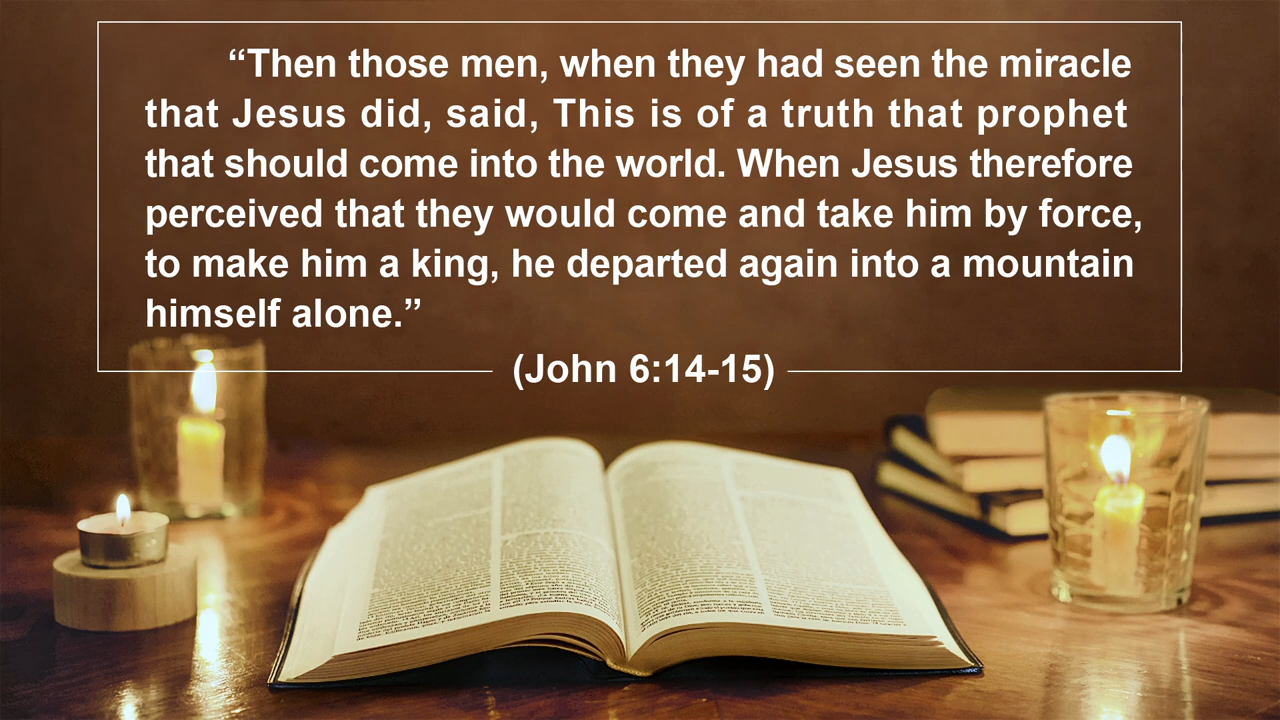 “Then those men, when they had seen the miracle
that Jesus did, said, This is of a truth that prophet
that should come into the world. When Jesus therefore
perceived that they would come and take him by force,
to make him a king, he departed again into a mountain
himself alone.”
(John 6:14-15)